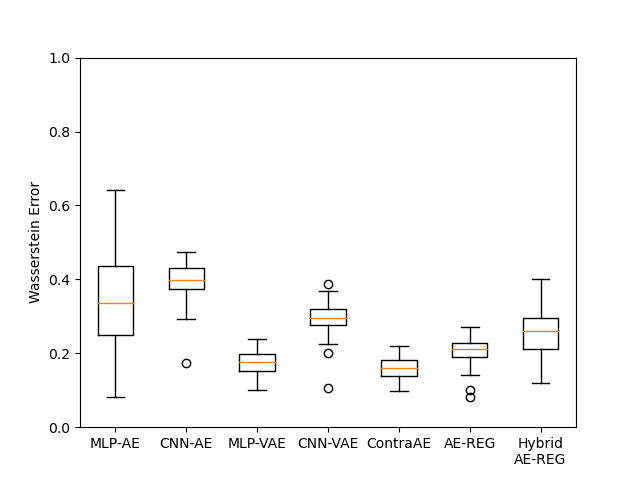 1.0
0.8
0.6
0.4
0.2
0.0
Wasserstein Error
MLP-AE CNN-AE MLP-VAE CNN-VAE ContraAE AE-REG Hybrid
AE-REG